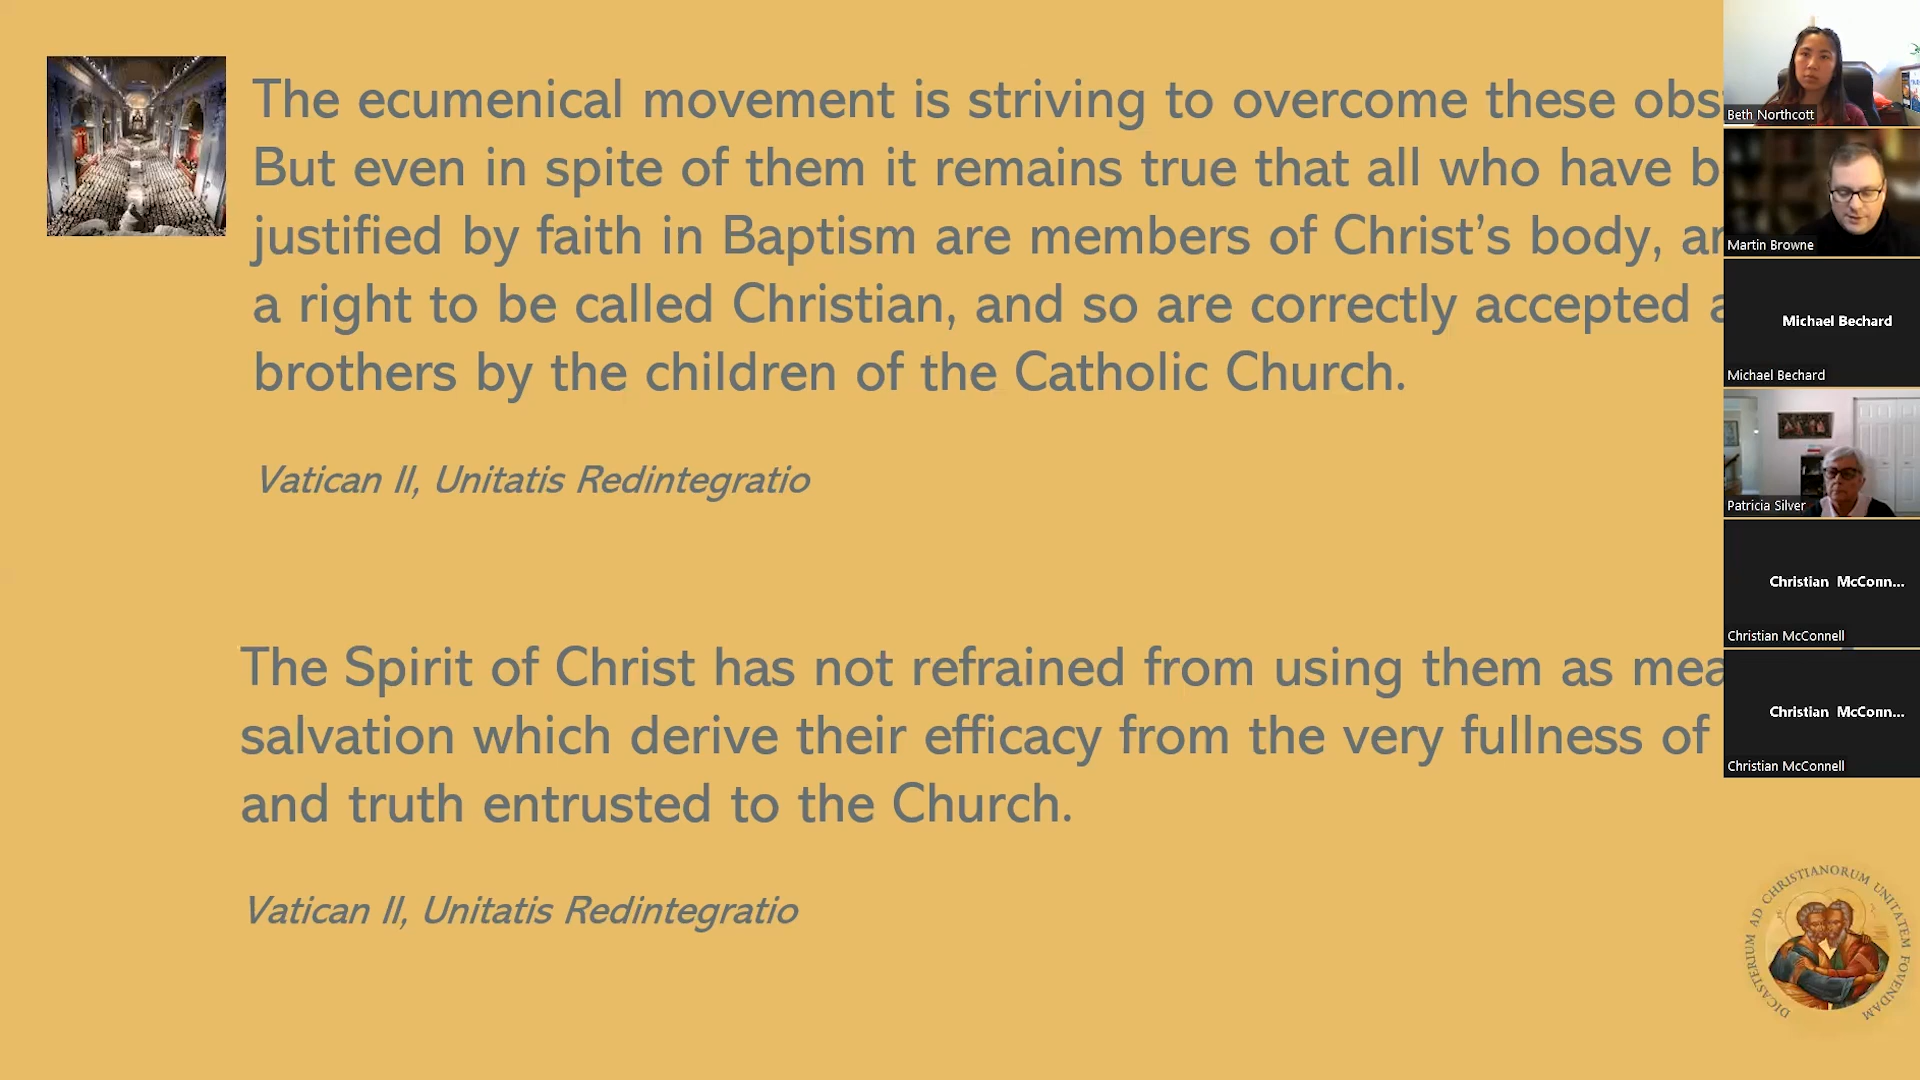 The ecumenical movement is striving to overcome these obs
But even in spite of them it remains true that all who have b
justified by faith in Baptism are members of Christ's body, ar
a right to be called Christian, and so are correctly accepted a
brothers by the children of the Catholic Church.
Vatican II, Unitatis Redintegratio
The Spirit of Christ has not refrained from using them as mea
salvation which derive their efficacy from the very fullness of
and truth entrusted to the Church.
Vatican II, Unitatis Redintegratio
Beth Northcott
Martin Browne
Michael Bechard
Michael Bechard
Patricia Silver
Christian McConn...
Christian McConnell
Christian McConn...
Christian McConnell
DICASTERIUM AD CHRISTIANORUM UNITATEM FOVENDAM